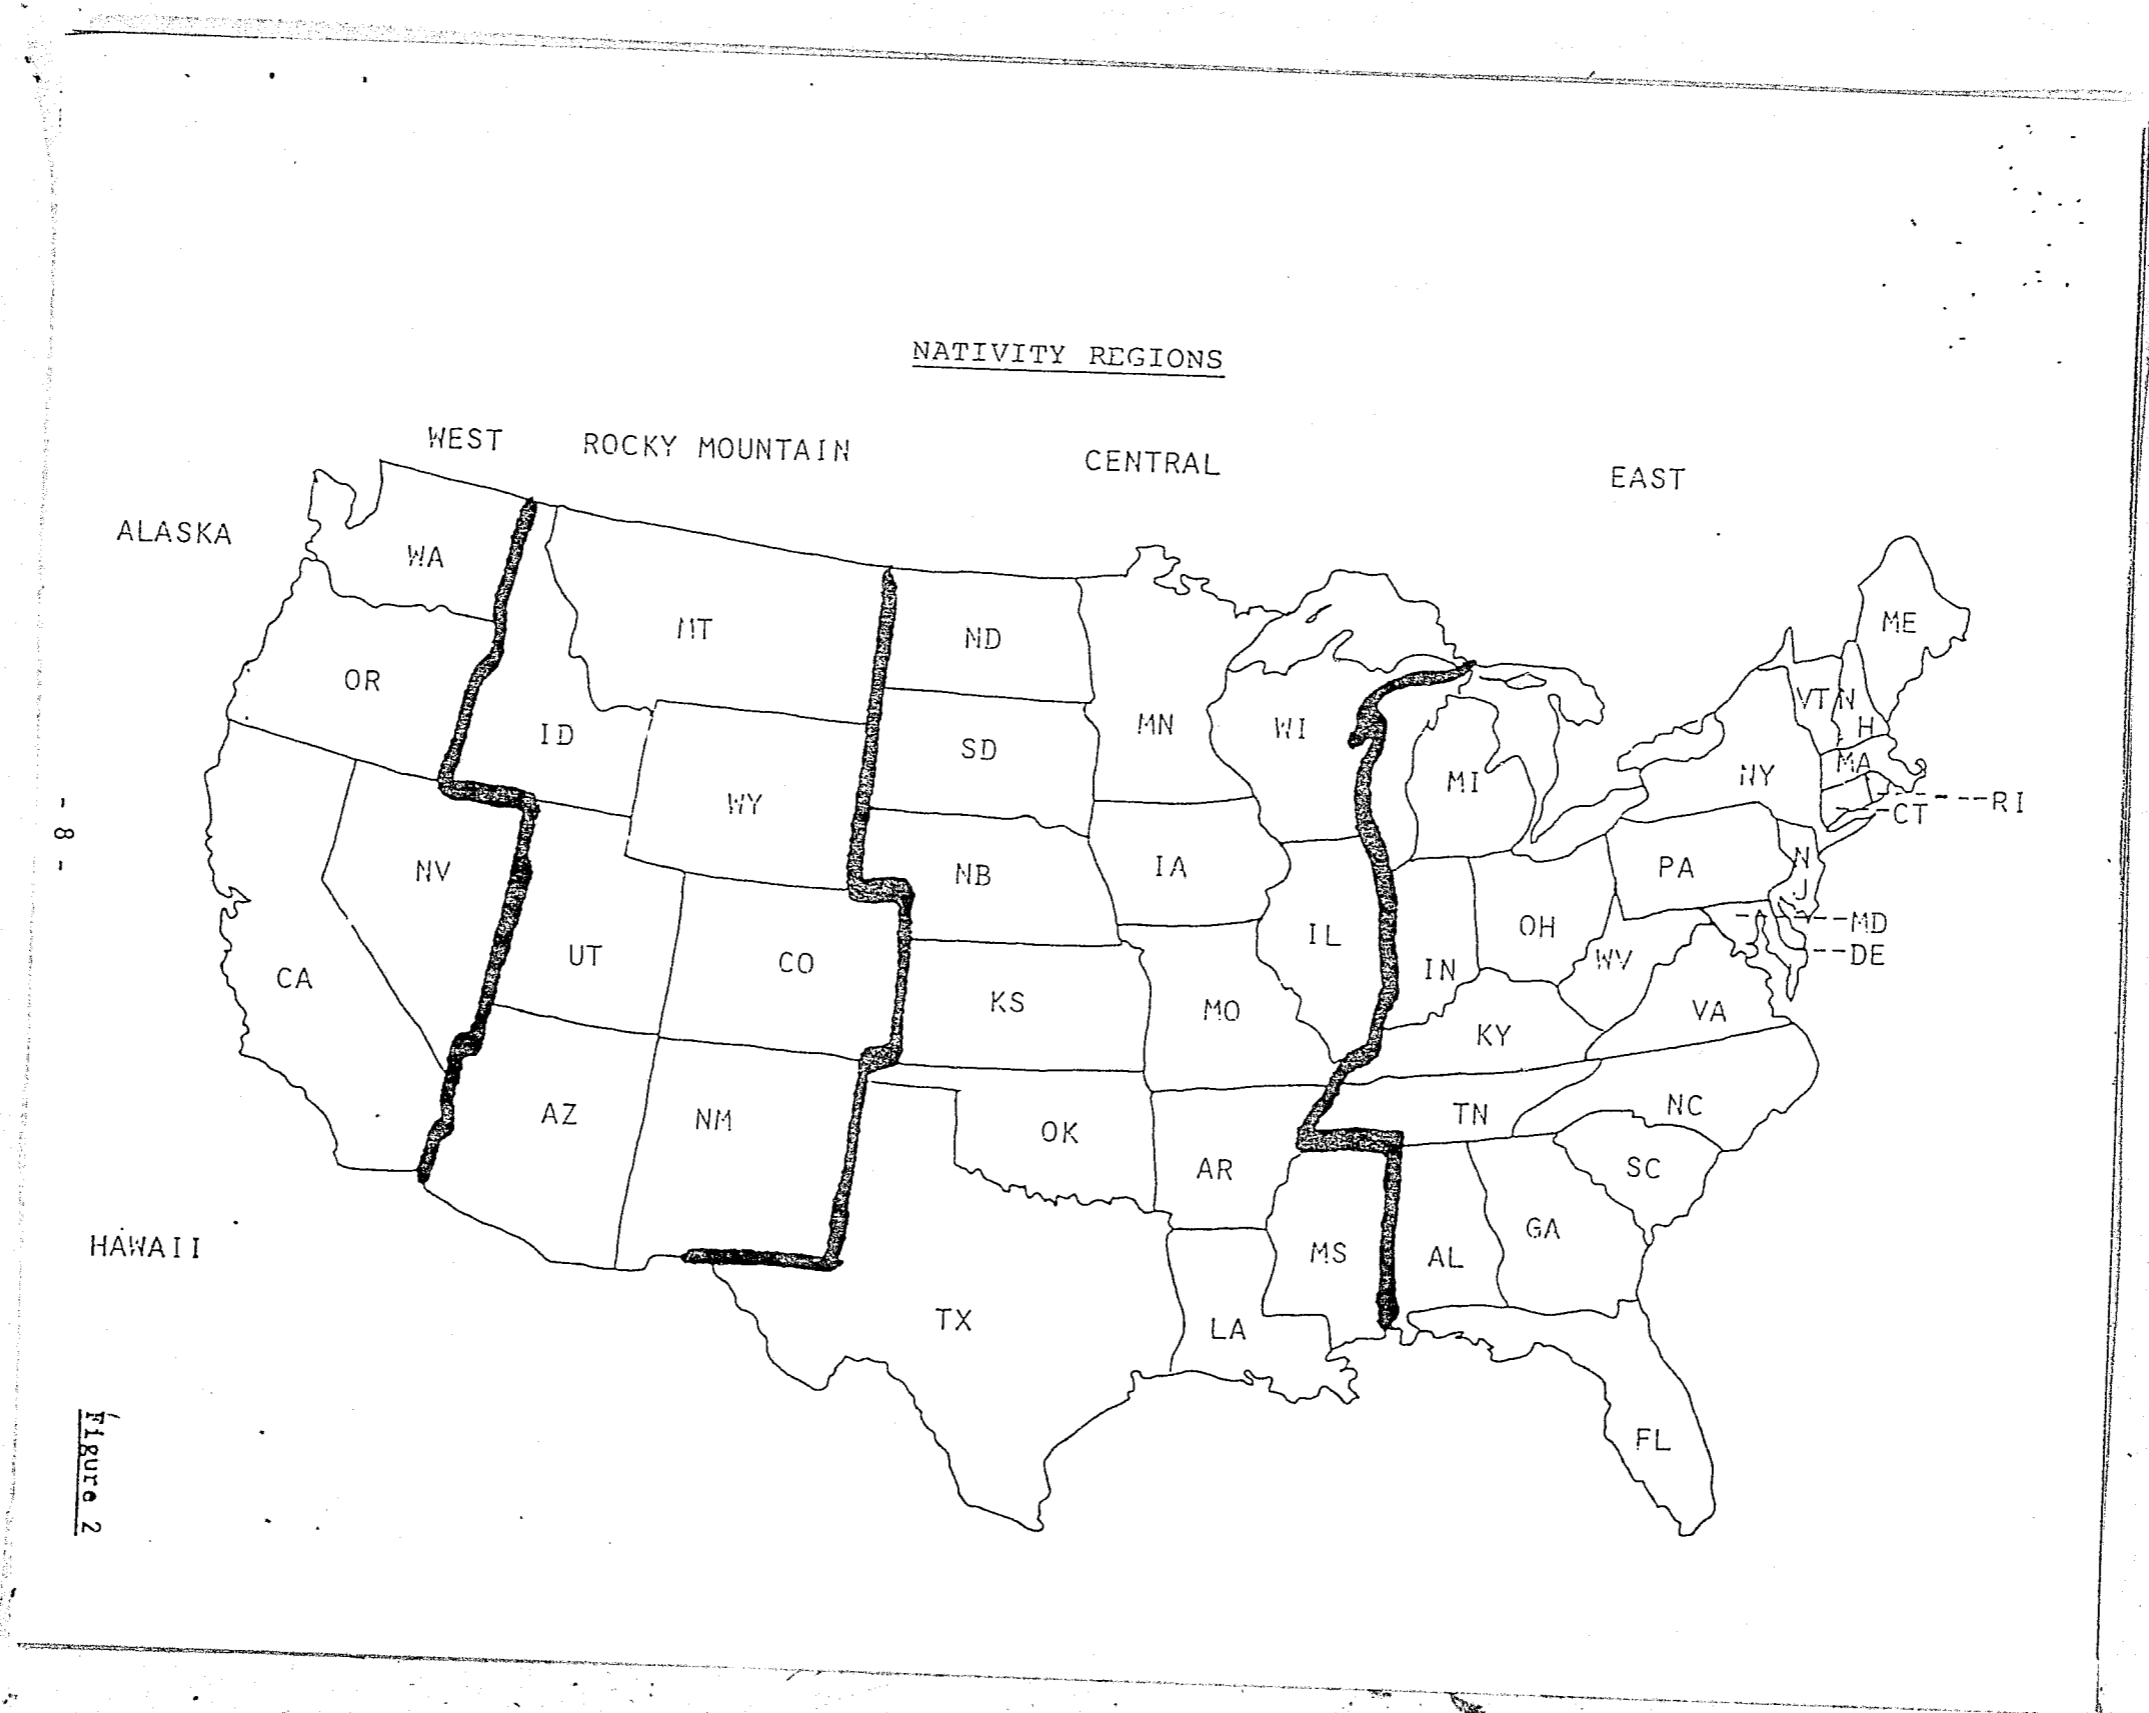 NATIVITY REGIONS
WEST ROCKY MOUNTAIN CENTRAL EAST
ALASKA
WA
MT
ND
ME
OR
ID
SD
MN
WI
VT N
H
MA
NY
MI
WY
---RI
-CT
NV
NB
IA
PA
N
J
--MD
--DE
UT
CO
IL
OH
WV
CA
IN
KS
MO
VA
KY
AZ
NM
OK
TN
NC
AR
SC
HAWAII
MS
AL
GA
TX
LA
FL
- 8 -
Figure 2